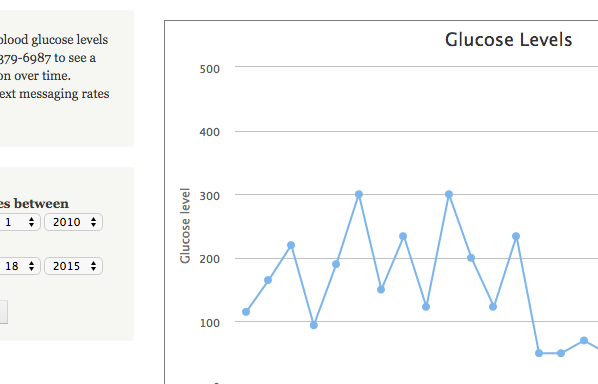 blood glucose levels
379-6987 to see a
on over time.
ext messaging rates
es between
1 2010
18 2015
Glucose Levels
500
400
300
200
100
Glucose level